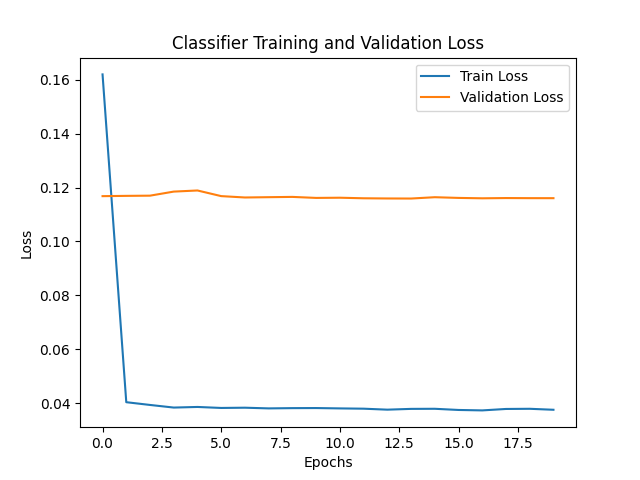 Classifier Training and Validation Loss
Train Loss
Validation Loss
0.16
0.14
0.12
0.10
0.08
0.06
0.04
Loss
0.0 2.5 5.0 7.5 10.0 12.5 15.0 17.5
Epochs